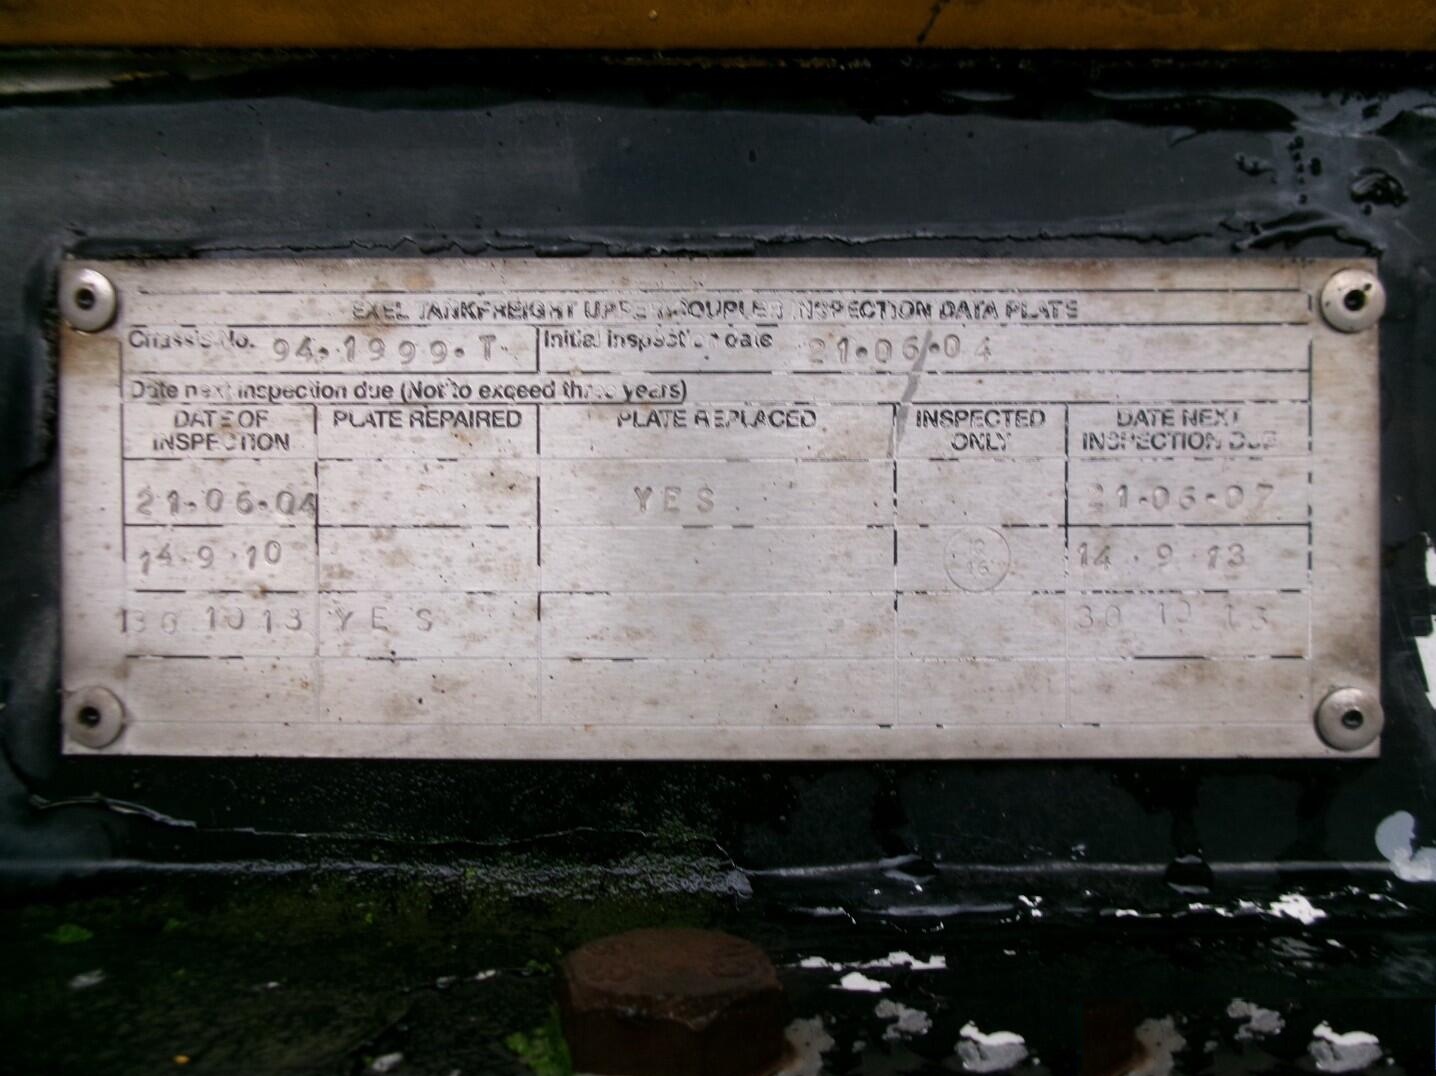 EXEL TANKFREIGHT UPPER COUPLER INSPECTION DATA PLATE
Chassis No. 94.1999.T. Initial inspection date 21.06.04
Date next inspection due (Not to exceed three years)
DATE OF INSPECTION PLATE REPAIRED PLATE REPLACED INSPECTED ONLY DATE NEXT INSPECTION DUE
21.06.04 YES 21.06.07
14.9.10 14.9.13
30 10 13 YES 30 10